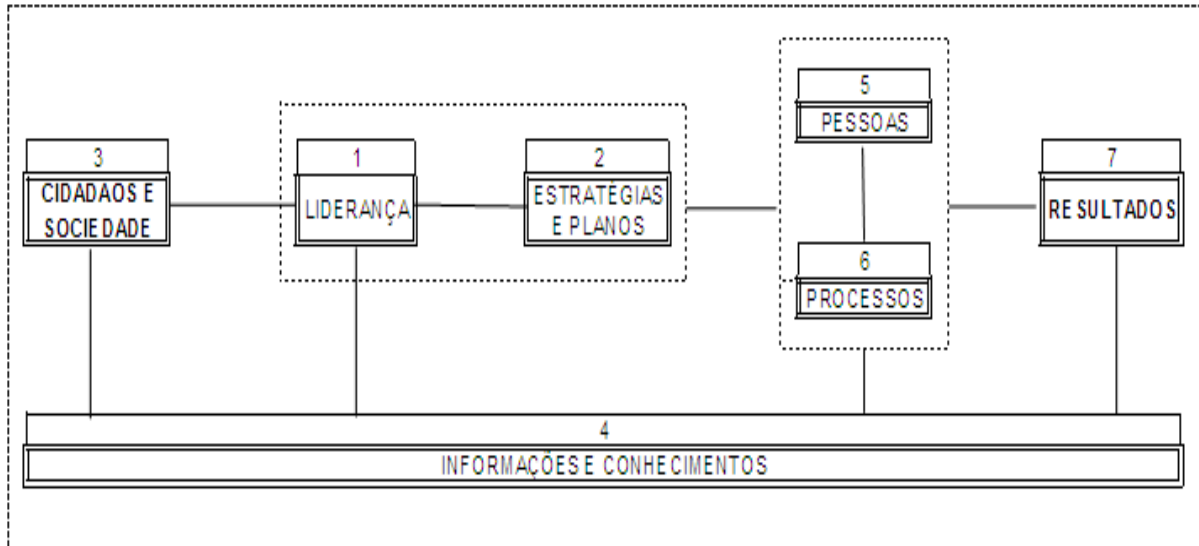 3
CIDADAOS E
SOCIEDADE
1
LIDERANÇA
2
ESTRATÉGIAS
E PLANOS
5
PESSOAS
6
PROCESSOS
7
RESULTADOS
4
INFORMAÇÕES E CONHECIMENTOS